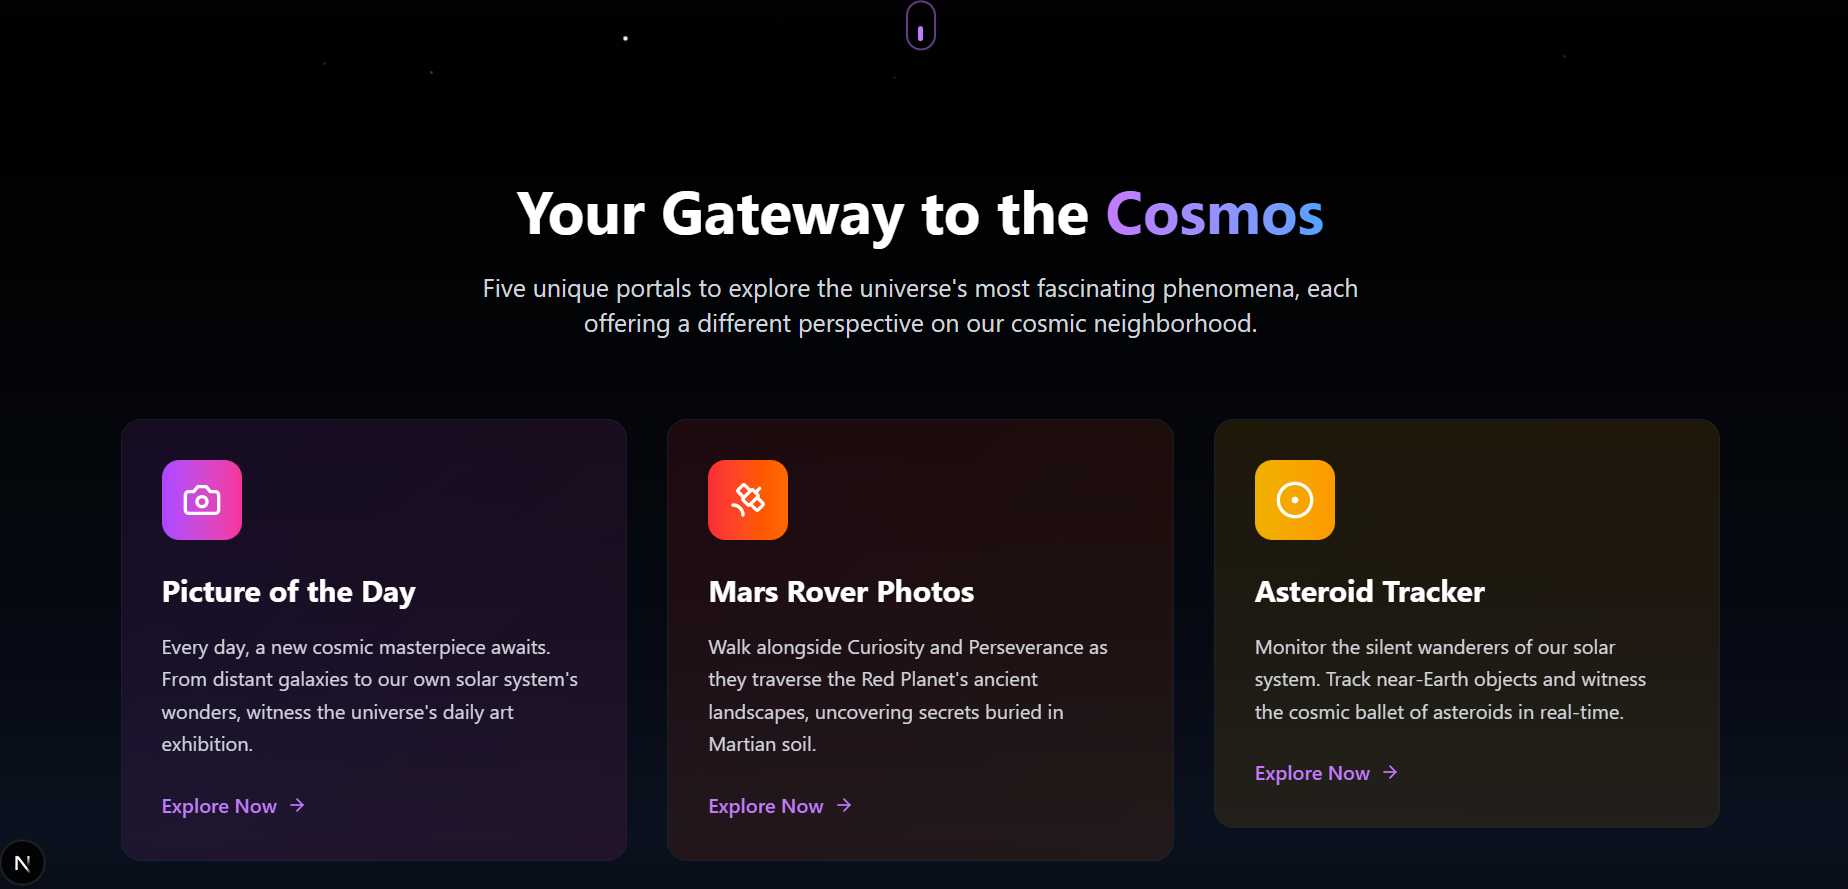 Your Gateway to the Cosmos
Five unique portals to explore the universe's most fascinating phenomena, each
offering a different perspective on our cosmic neighborhood.
Picture of the Day
Every day, a new cosmic masterpiece awaits.
From distant galaxies to our own solar system's
wonders, witness the universe's daily art
exhibition.
Explore Now
Mars Rover Photos
Walk alongside Curiosity and Perseverance as
they traverse the Red Planet's ancient
landscapes, uncovering secrets buried in
Martian soil.
Explore Now
Asteroid Tracker
Monitor the silent wanderers of our solar
system. Track near-Earth objects and witness
the cosmic ballet of asteroids in real-time.
Explore Now
N